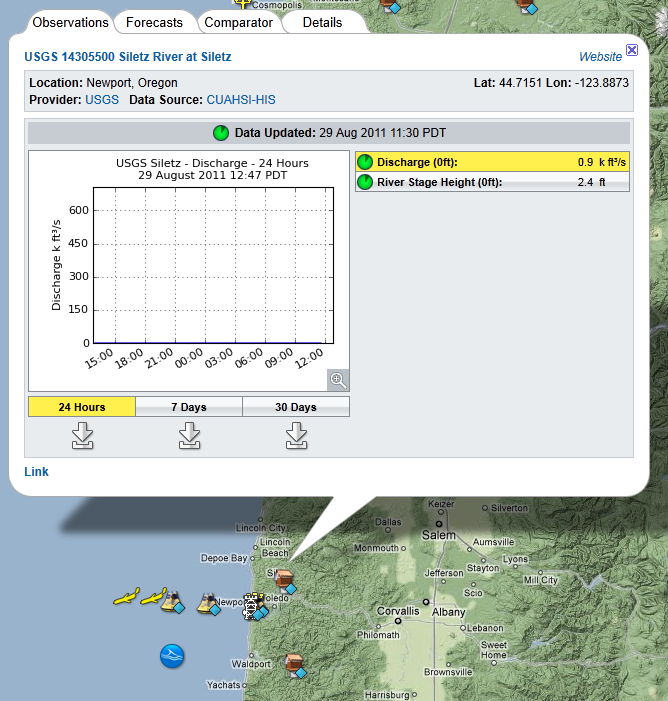 Cosmopolis
Observations
Forecasts
Comparator
Details
USGS 14305500 Siletz River at Siletz
Website
Location: Newport, Oregon
Lat: 44.7151 Lon: -123.8873
Provider: USGS Data Source: CUAHSI-HIS
Data Updated: 29 Aug 2011 11:30 PDT
USGS Siletz - Discharge - 24 Hours
29 August 2011 12:47 PDT
Discharge k ft³/s
600
450
300
150
0
15:00
18:00
21:00
00:00
03:00
06:00
09:00
12:00
Discharge (0ft): 0.9 k ft³/s
River Stage Height (0ft): 2.4 ft
24 Hours
7 Days
30 Days
Link
Keizer
Silverton
Lincoln City
Dallas
Salem
Lincoln
Beach
Monmouth
Aumsville
Depoe Bay
Lyons
Stayton
Jefferson
Mill City
Scio
Corvallis
Albany
Philomath
Lebanon
Sweet
Home
Waldport
Brownsville
Yachats
Harrisburg